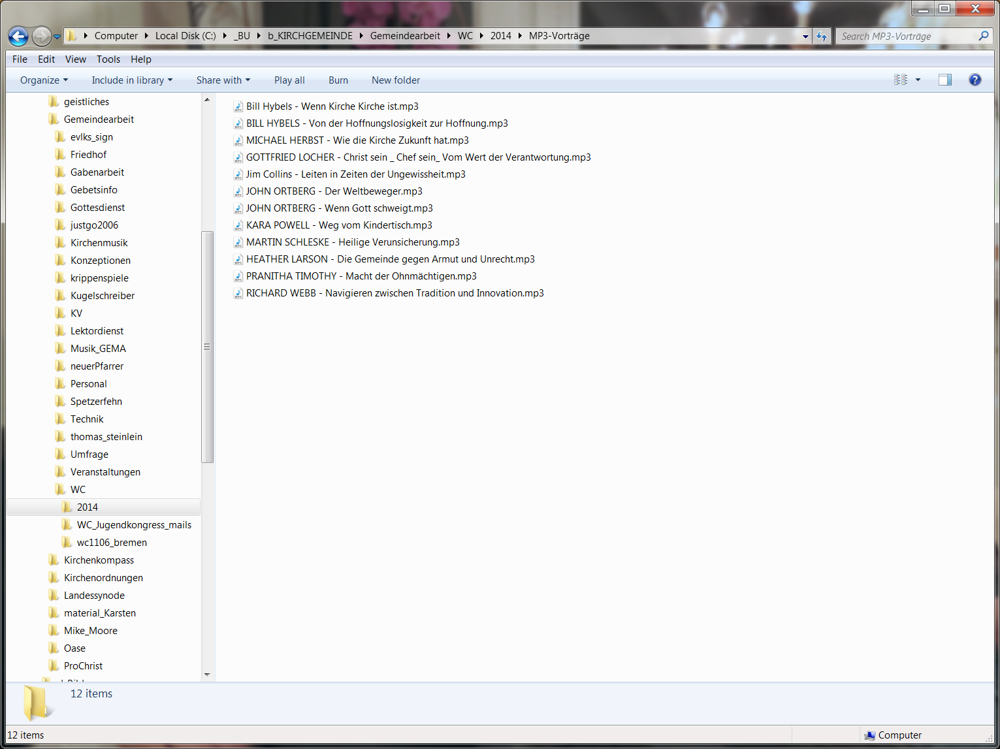 Computer Local Disk (C:) _BU b_KIRCHGEMEINDE Gemeindearbeit WC 2014 MP3-Vorträge
Search MP3-Vorträge
File Edit View Tools Help
Organize Include in library Share with Play all Burn New folder
geistliches
Gemeindearbeit
evlks_sign
Friedhof
Gabenarbeit
Gebetsinfo
Gottesdienst
justgo2006
Kirchenmusik
Konzeptionen
krippenspiele
Kugelschreiber
KV
Lektordienst
Musik_GEMA
neuerPfarrer
Personal
Spetzerfehn
Technik
thomas_steinlein
Umfrage
Veranstaltungen
WC
2014
WC_Jugendkongress_mails
wc1106_bremen
Kirchenkompass
Kirchenordnungen
Landessynode
material_Karsten
Mike_Moore
Oase
ProChrist
Bill Hybels - Wenn Kirche Kirche ist.mp3
BILL HYBELS - Von der Hoffnungslosigkeit zur Hoffnung.mp3
MICHAEL HERBST - Wie die Kirche Zukunft hat.mp3
GOTTFRIED LOCHER - Christ sein _ Chef sein_ Vom Wert der Verantwortung.mp3
Jim Collins - Leiten in Zeiten der Ungewissheit.mp3
JOHN ORTBERG - Der Weltbeweger.mp3
JOHN ORTBERG - Wenn Gott schweigt.mp3
KARA POWELL - Weg vom Kindertisch.mp3
MARTIN SCHLESKE - Heilige Verunsicherung.mp3
HEATHER LARSON - Die Gemeinde gegen Armut und Unrecht.mp3
PRANITHA TIMOTHY - Macht der Ohnmächtigen.mp3
RICHARD WEBB - Navigieren zwischen Tradition und Innovation.mp3
12 items
12 items
Computer